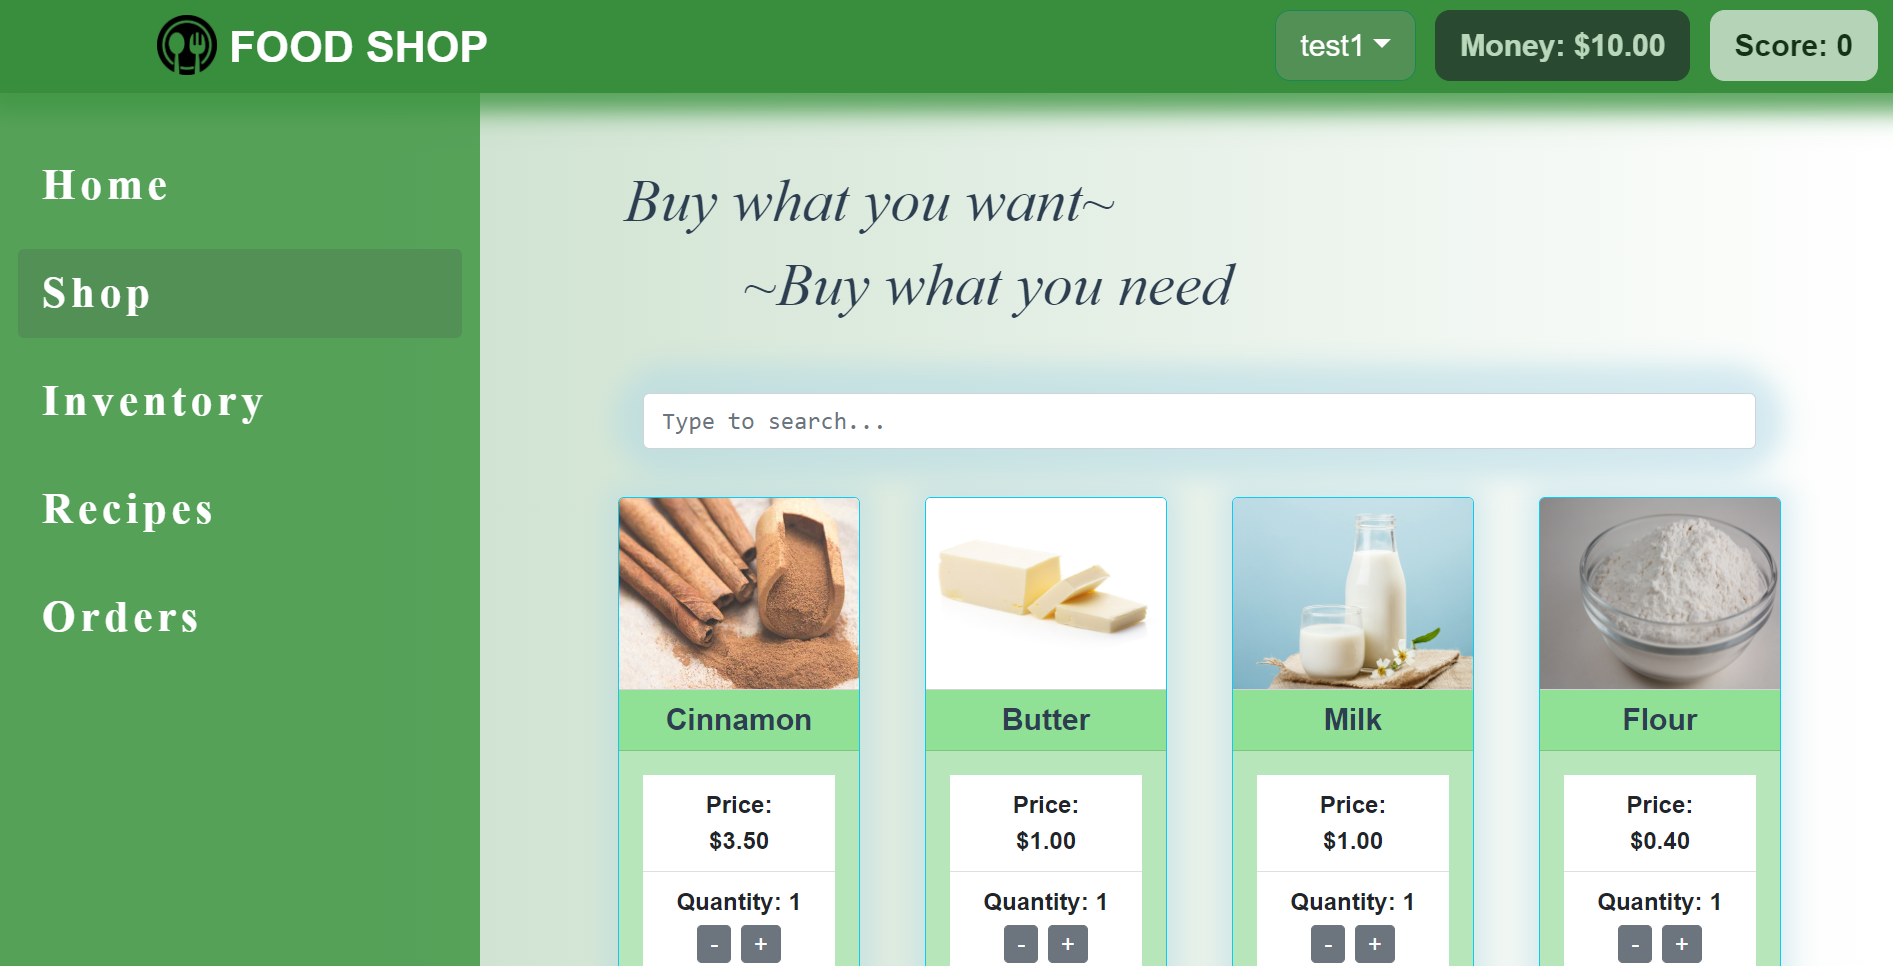 FOOD SHOP
test1
Money: $10.00
Score: 0
Home
Shop
Inventory
Recipes
Orders
Buy what you want~
~Buy what you need
Type to search...
Cinnamon
Price:
$3.50
Quantity: 1
- +
Butter
Price:
$1.00
Quantity: 1
- +
Milk
Price:
$1.00
Quantity: 1
- +
Flour
Price:
$0.40
Quantity: 1
- +